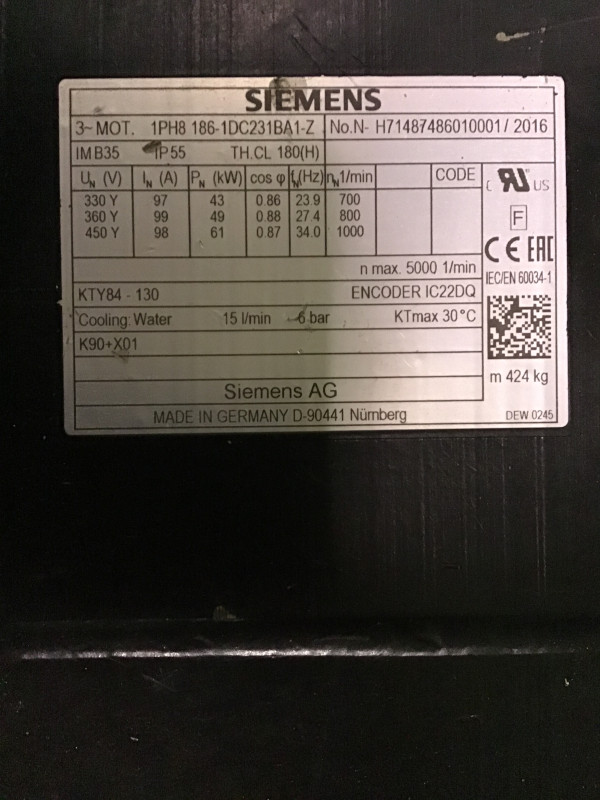 SIEMENS
3~ MOT. 1PH8 186-1DC231BA1-Z No.N- H71487486010001 / 2016
IM B35 IP55 TH.CL 180(H)
UN (V) IN (A) PN (kW) cos φ fN(Hz) nN 1/min CODE
330 Y 97 43 0.86 23.9 700
360 Y 99 49 0.88 27.4 800
450 Y 98 61 0.87 34.0 1000
c RU US
F
CE EAC
n max. 5000 1/min
IEC/EN 60034-1
KTY84 - 130 ENCODER IC22DQ
Cooling: Water 15 l/min 6 bar KTmax 30°C
K90+X01
m 424 kg
Siemens AG
MADE IN GERMANY D-90441 Nürnberg
DEW 0245